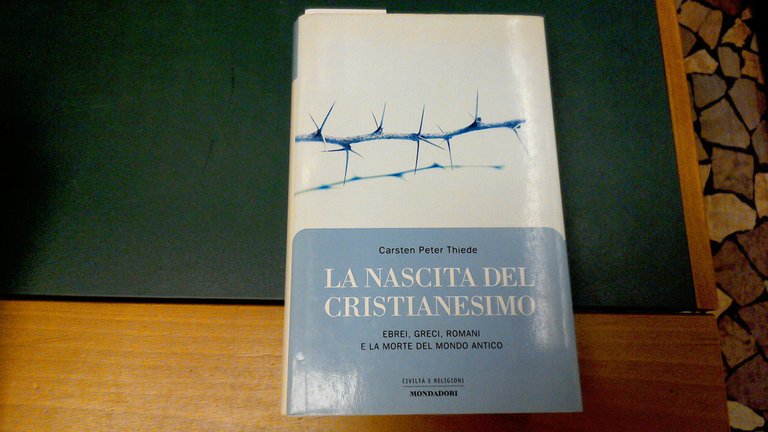 Carsten Peter Thiede
LA NASCITA DEL
CRISTIANESIMO
EBREI, GRECI, ROMANI
E LA MORTE DEL MONDO ANTICO
CIVILTÀ E RELIGIONI
MONDADORI